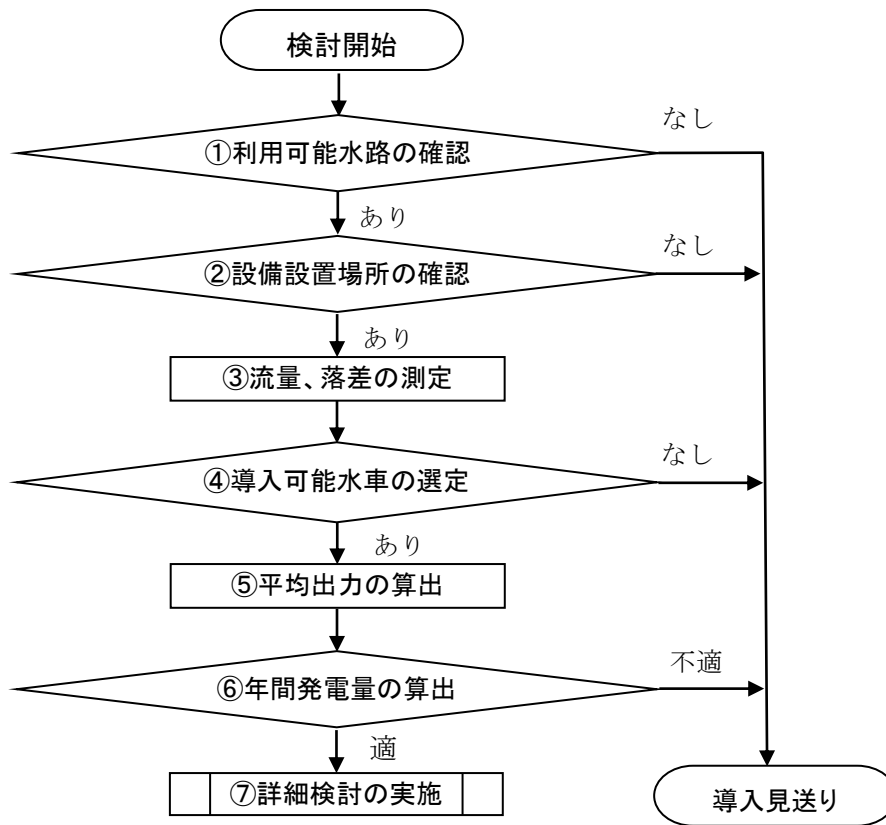 検討開始
なし
①利用可能水路の確認
あり
なし
②設備設置場所の確認
あり
③流量、落差の測定
なし
④導入可能水車の選定
あり
⑤平均出力の算出
不適
⑥年間発電量の算出
適
⑦詳細検討の実施
導入見送り